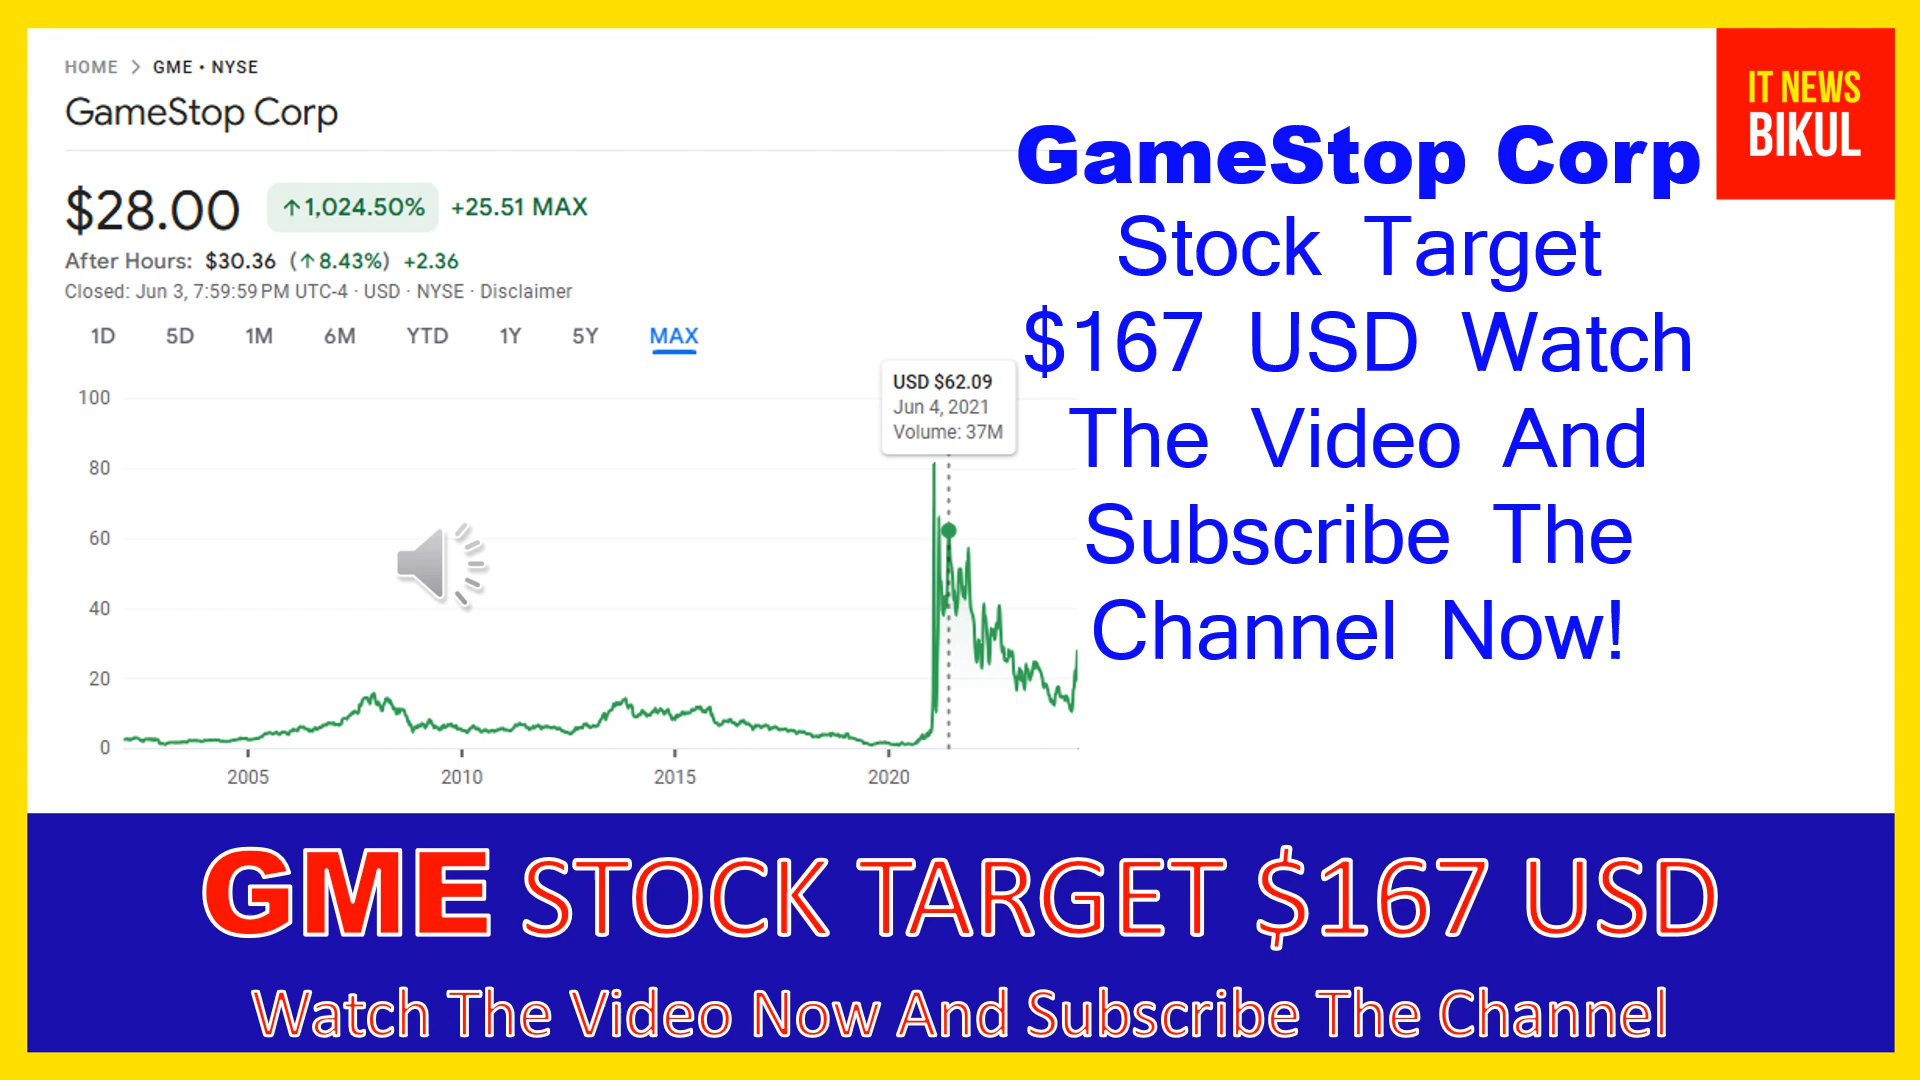 HOME > GME • NYSE
GameStop Corp
$28.00 ↑1,024.50% +25.51 MAX
After Hours: $30.36 (↑8.43%) +2.36
Closed: Jun 3, 7:59:59 PM UTC-4 · USD · NYSE · Disclaimer
1D 5D 1M 6M YTD 1Y 5Y MAX
USD $62.09
Jun 4, 2021
Volume: 37M
100
80
60
40
20
0
2005 2010 2015 2020
GameStop Corp
Stock Target
$167 USD Watch
The Video And
Subscribe The
Channel Now!
IT NEWS
BIKUL
GME STOCK TARGET $167 USD
Watch The Video Now And Subscribe The Channel